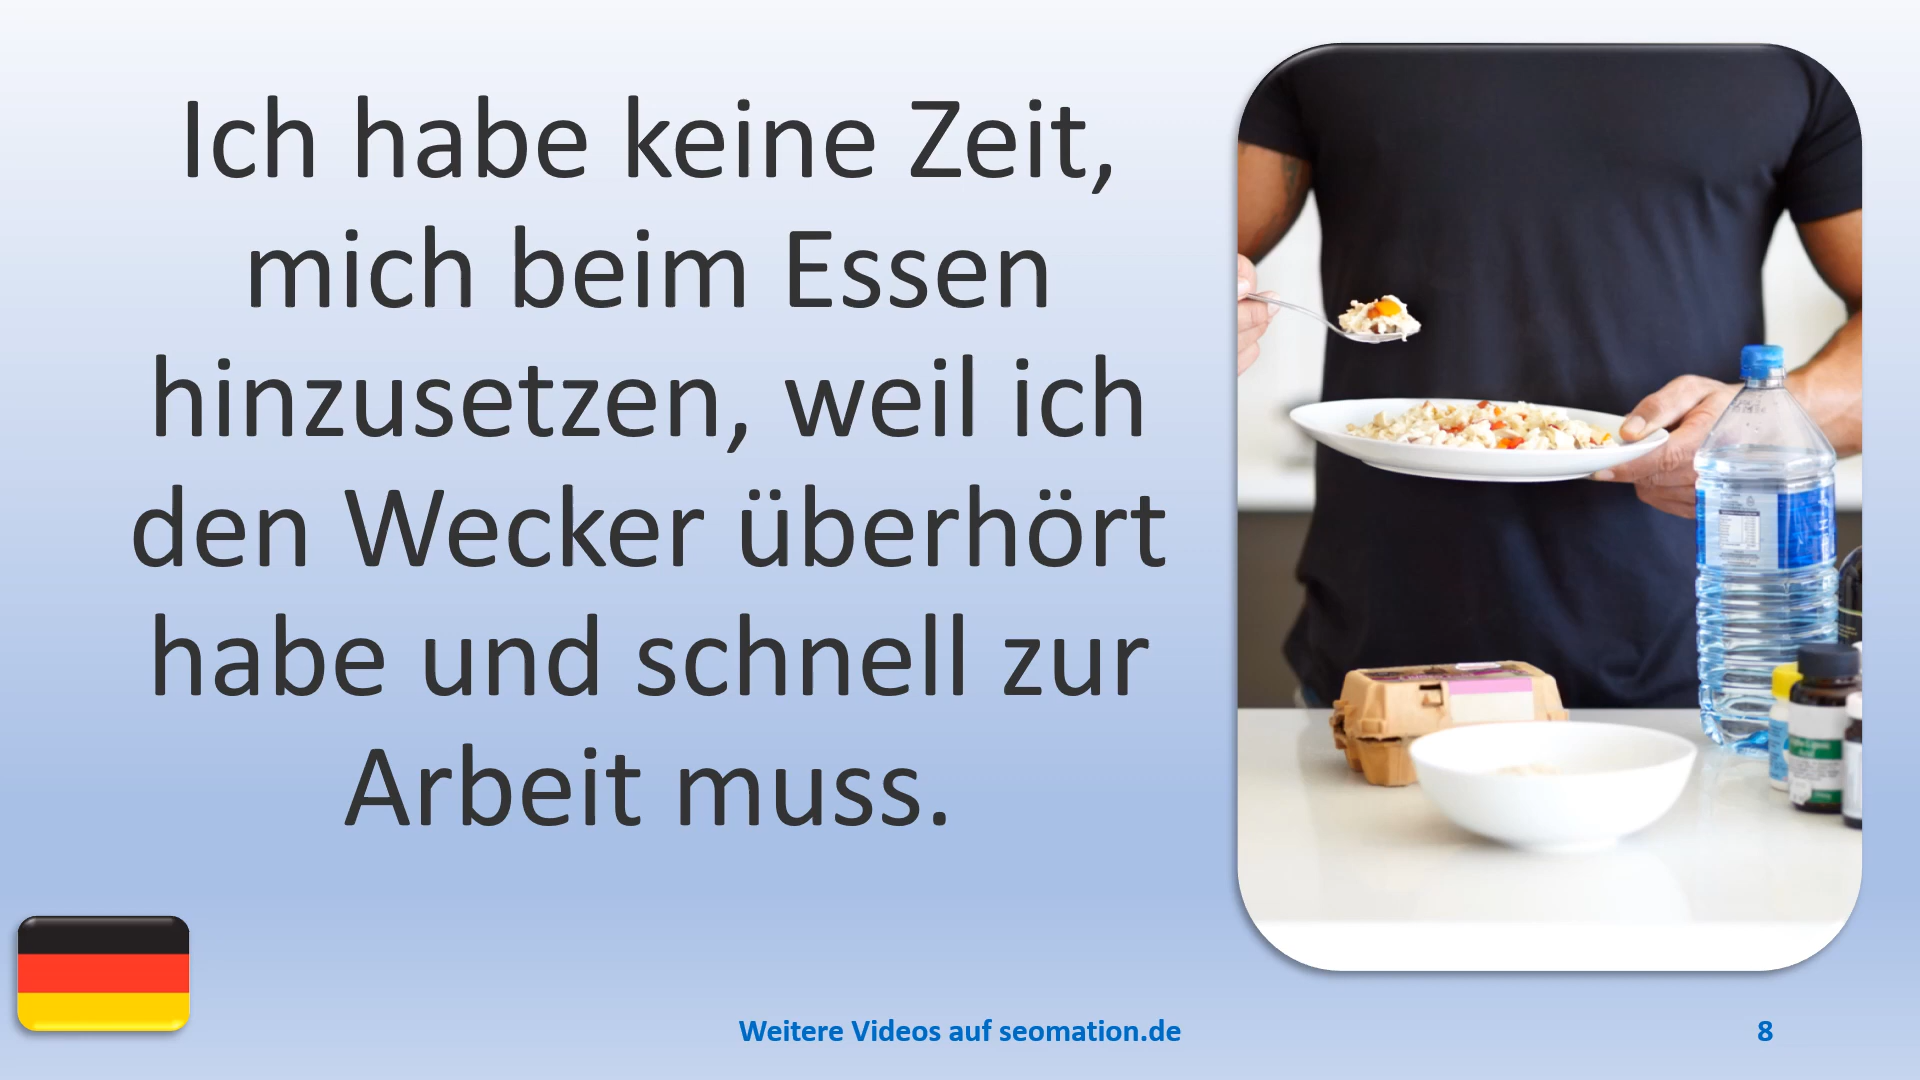 Ich habe keine Zeit,
mich beim Essen
hinzusetzen, weil ich
den Wecker überhört
habe und schnell zur
Arbeit muss.
Weitere Videos auf seomation.de
8